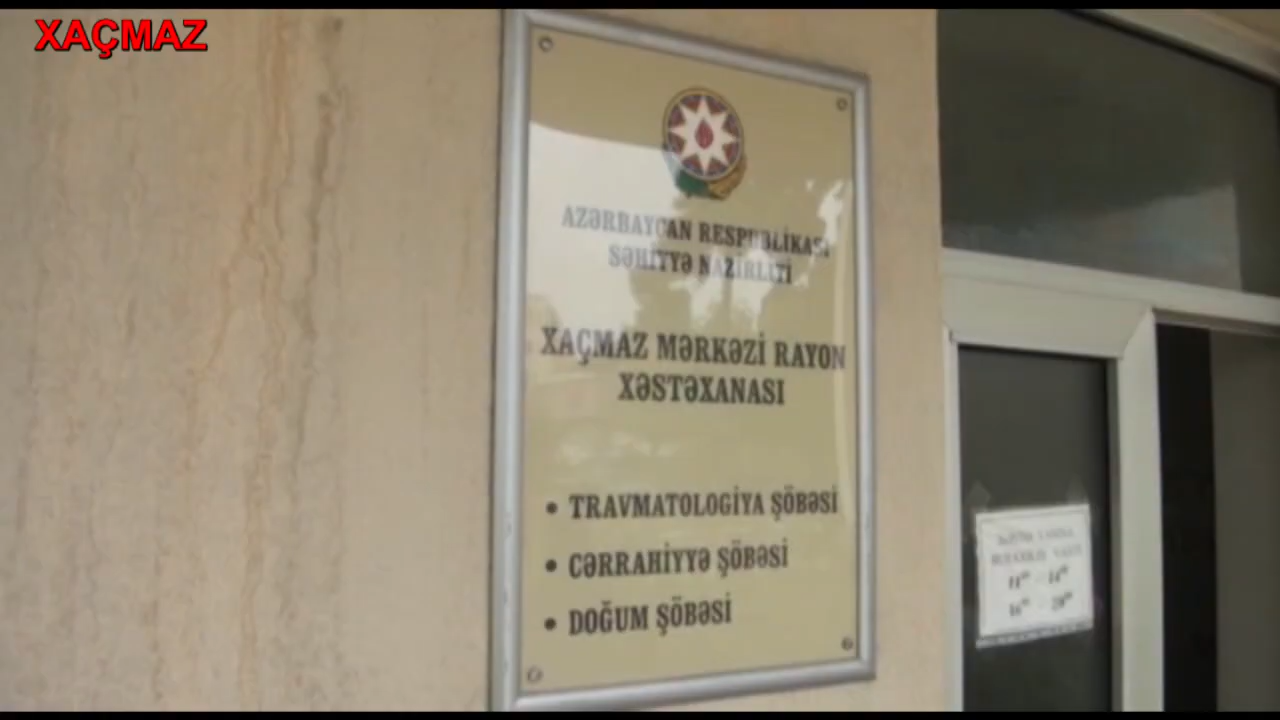 XAÇMAZ
AZƏRBAYCAN RESPUBLİKASI
SƏHİYYƏ NAZİRLİYİ
XAÇMAZ MƏRKƏZİ RAYON
XƏSTƏXANASI
• TRAVMATOLOGİYA ŞÖBƏSİ
• CƏRRAHİYYƏ ŞÖBƏSİ
• DOĞUM ŞÖBƏSİ